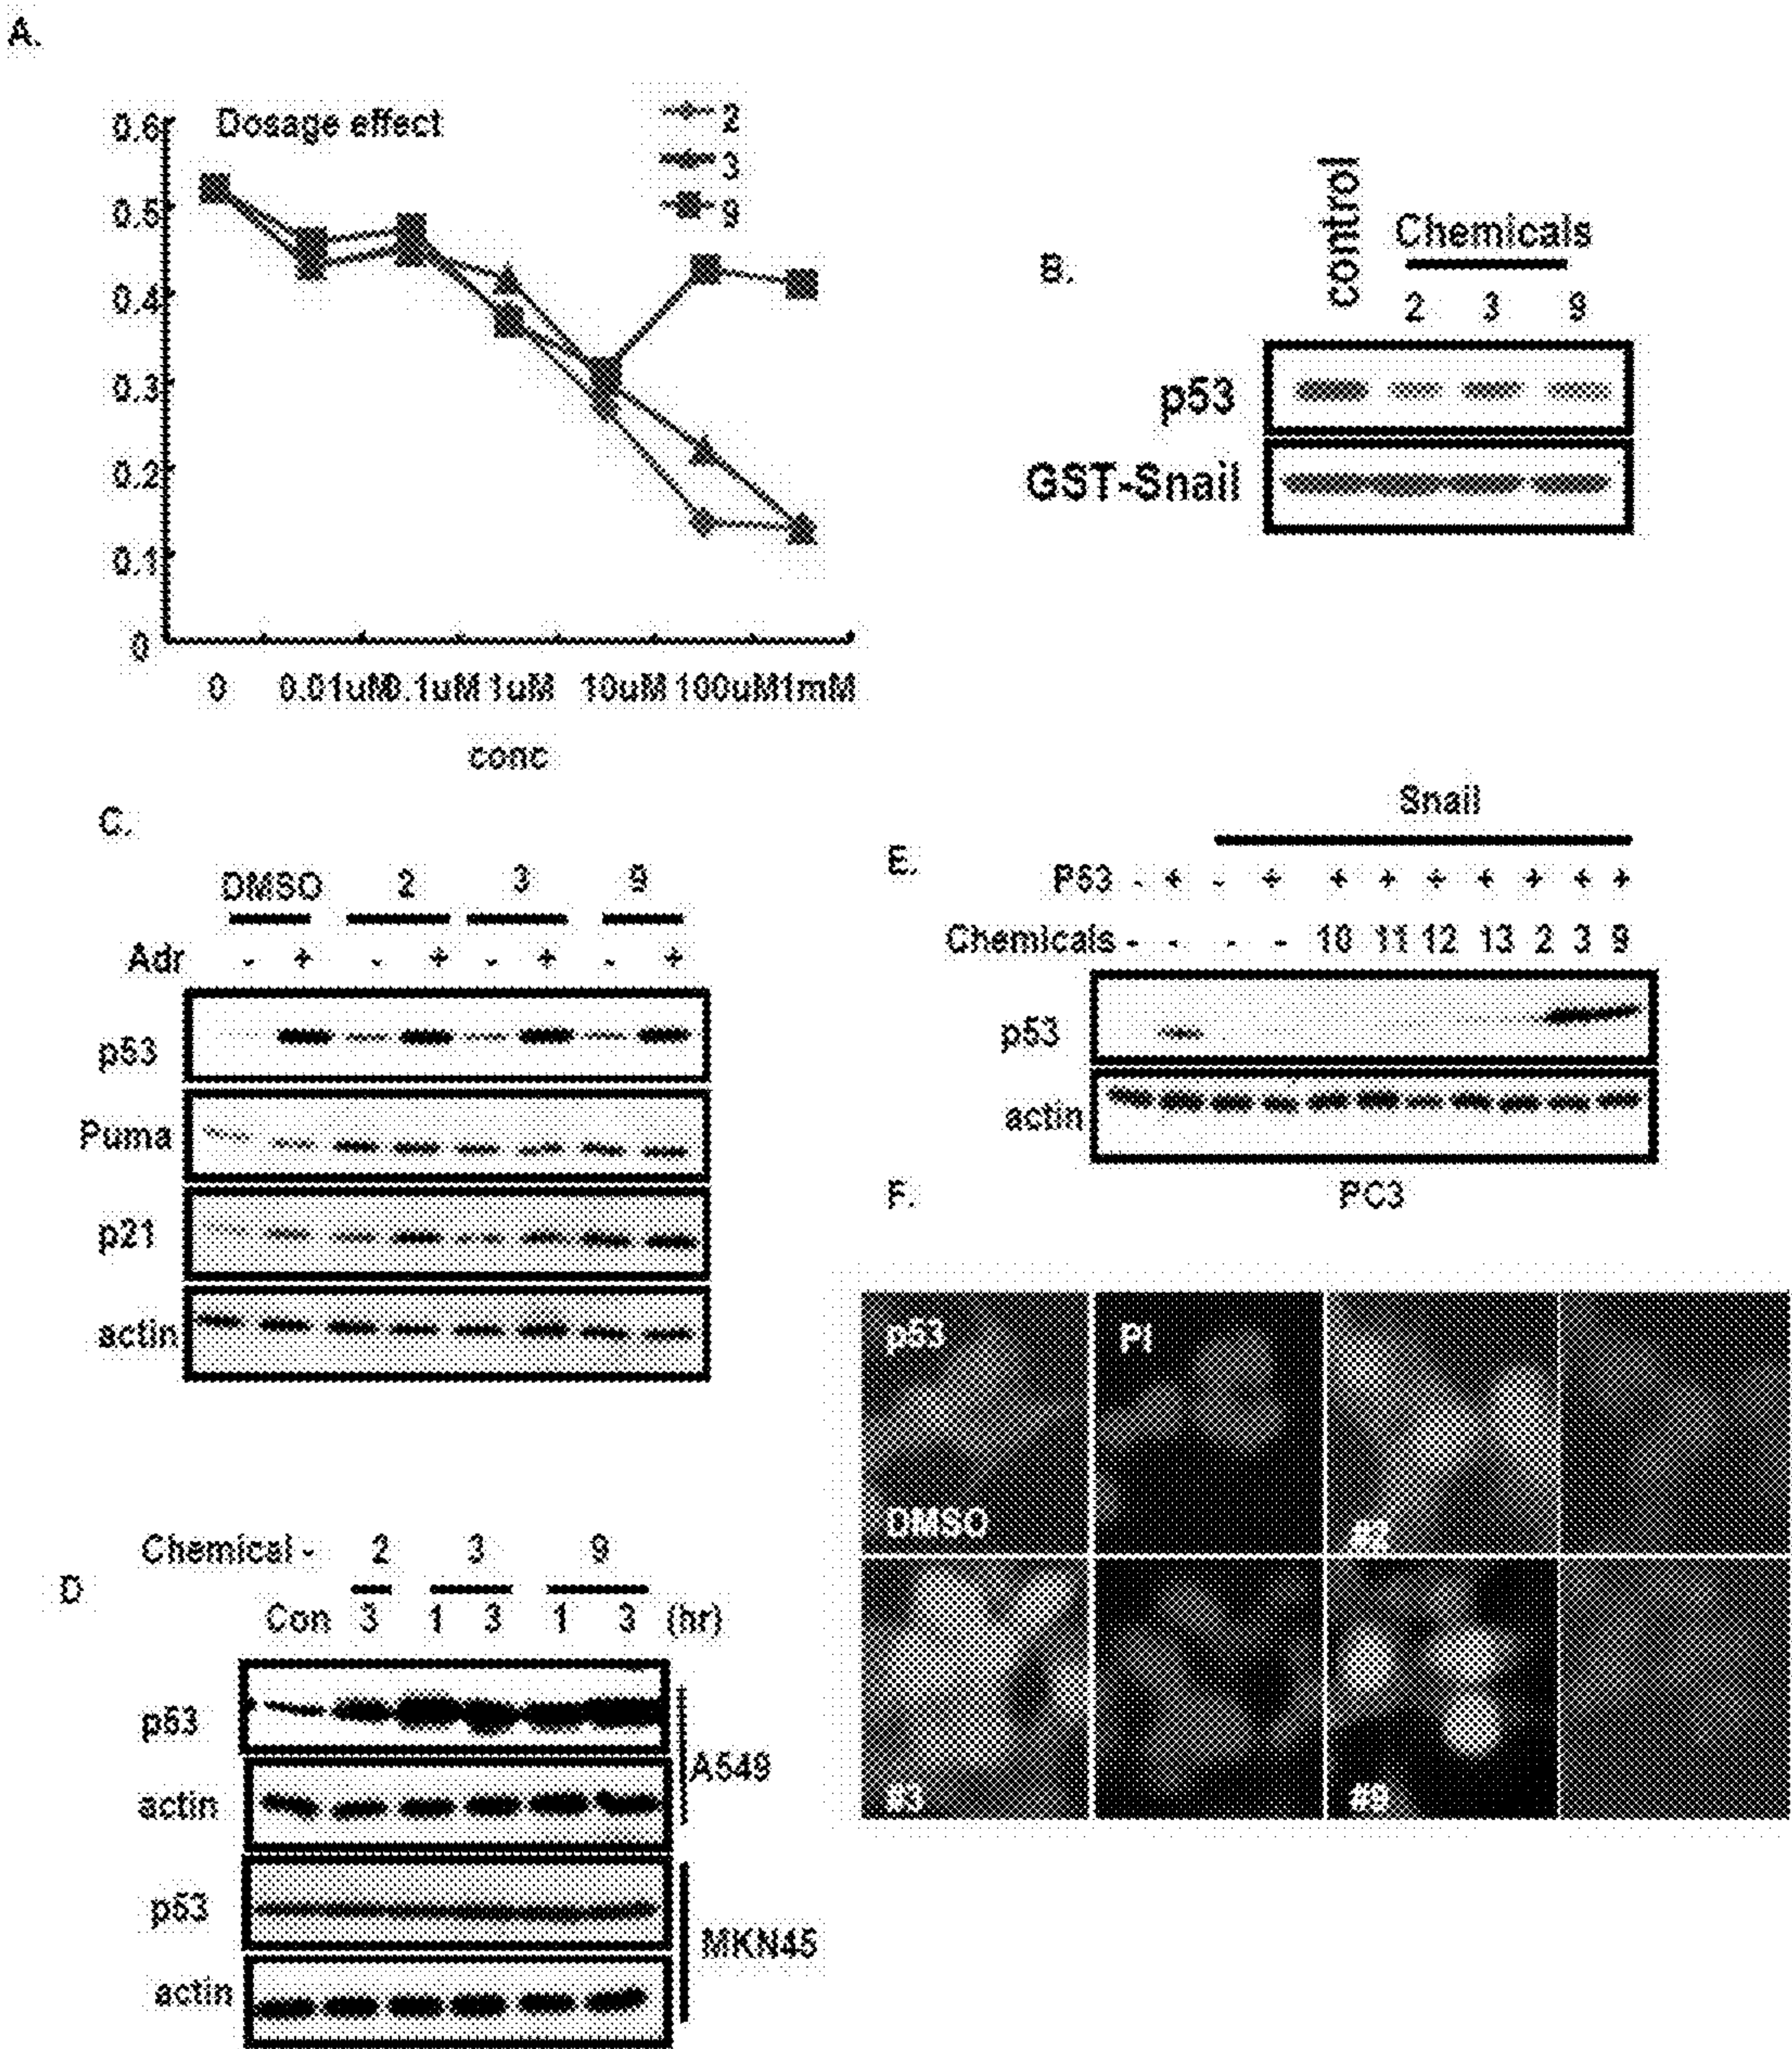 A.
Dosage effect
2
3
9
0.6
0.5
0.4
0.3
0.2
0.1
0
0 0.01uM 0.1uM 1uM 10uM 100uM 1mM
conc
B.
control
Chemicals
2 3 9
p53
GST-Snail
C.
DMSO 2 3 9
Adr - + - + - + - +
p53
Puma
p21
actin
D
Chemical - 2 3 9
Con 3 1 3 1 3 (hr)
p53
actin
A549
p53
actin
MKN45
E.
Snail
P53 - + - + + + + + + + +
Chemicals - - - - 10 11 12 13 2 3 9
p53
actin
PC3
F.
p53
PI
DMSO
#2
#3
#9